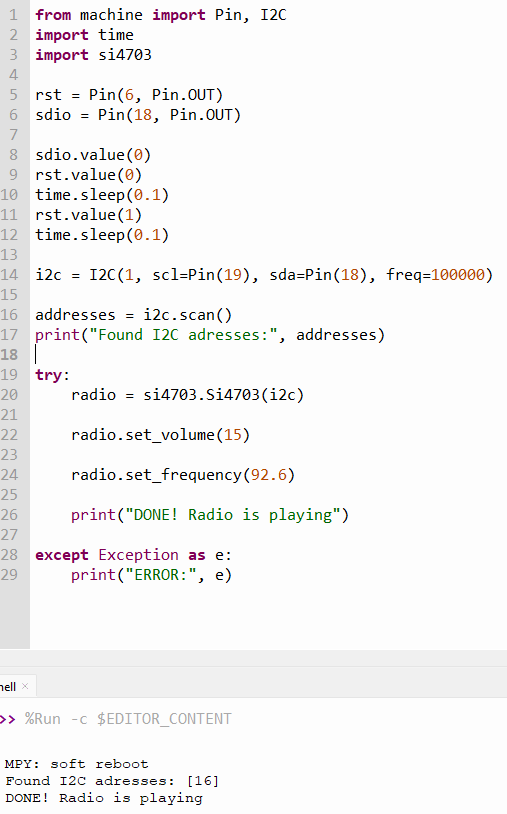 1 from machine import Pin, I2C
2 import time
3 import si4703
4
5 rst = Pin(6, Pin.OUT)
6 sdio = Pin(18, Pin.OUT)
7
8 sdio.value(0)
9 rst.value(0)
10 time.sleep(0.1)
11 rst.value(1)
12 time.sleep(0.1)
13
14 i2c = I2C(1, scl=Pin(19), sda=Pin(18), freq=100000)
15
16 addresses = i2c.scan()
17 print("Found I2C adresses:", addresses)
18
19 try:
20     radio = si4703.Si4703(i2c)
21
22     radio.set_volume(15)
23
24     radio.set_frequency(92.6)
25
26     print("DONE! Radio is playing")
27
28 except Exception as e:
29     print("ERROR:", e)
hell ×
>> %Run -c $EDITOR_CONTENT
MPY: soft reboot
Found I2C adresses: [16]
DONE! Radio is playing